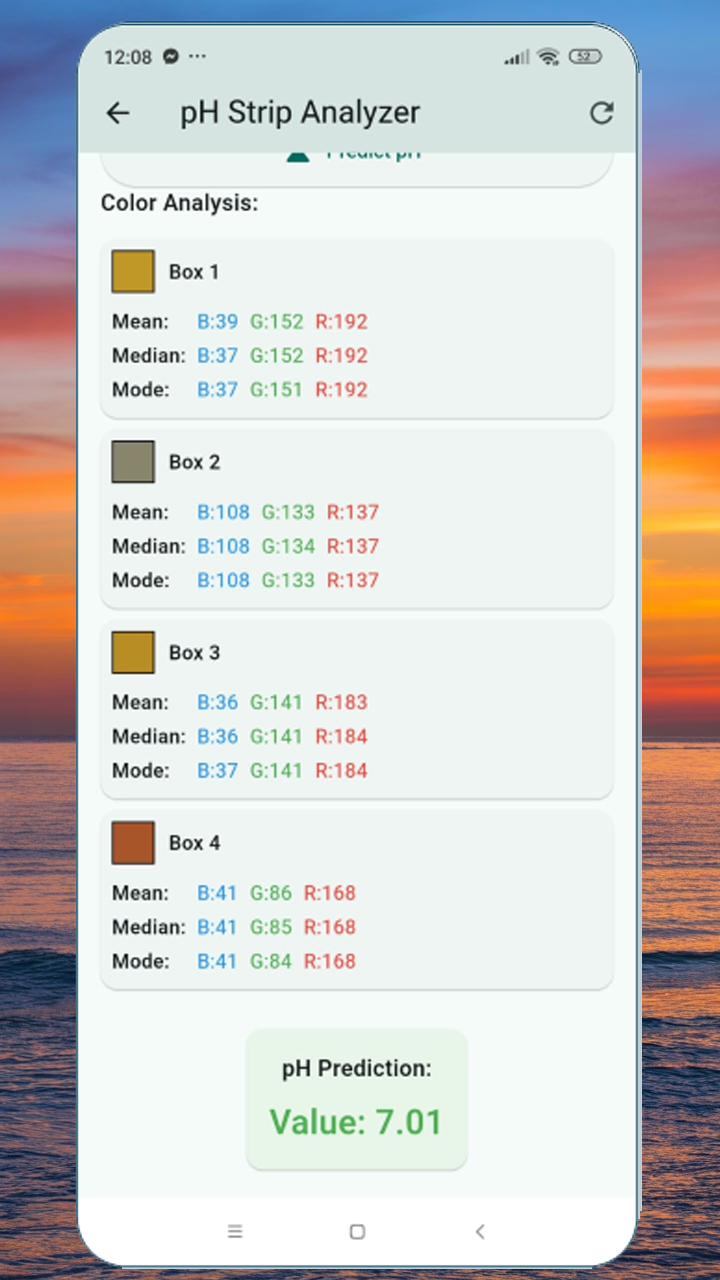 12:08 ··· 52
pH Strip Analyzer
Predict pH
Color Analysis:
Box 1
Mean: B:39 G:152 R:192
Median: B:37 G:152 R:192
Mode: B:37 G:151 R:192
Box 2
Mean: B:108 G:133 R:137
Median: B:108 G:134 R:137
Mode: B:108 G:133 R:137
Box 3
Mean: B:36 G:141 R:183
Median: B:36 G:141 R:184
Mode: B:37 G:141 R:184
Box 4
Mean: B:41 G:86 R:168
Median: B:41 G:85 R:168
Mode: B:41 G:84 R:168
pH Prediction:
Value: 7.01